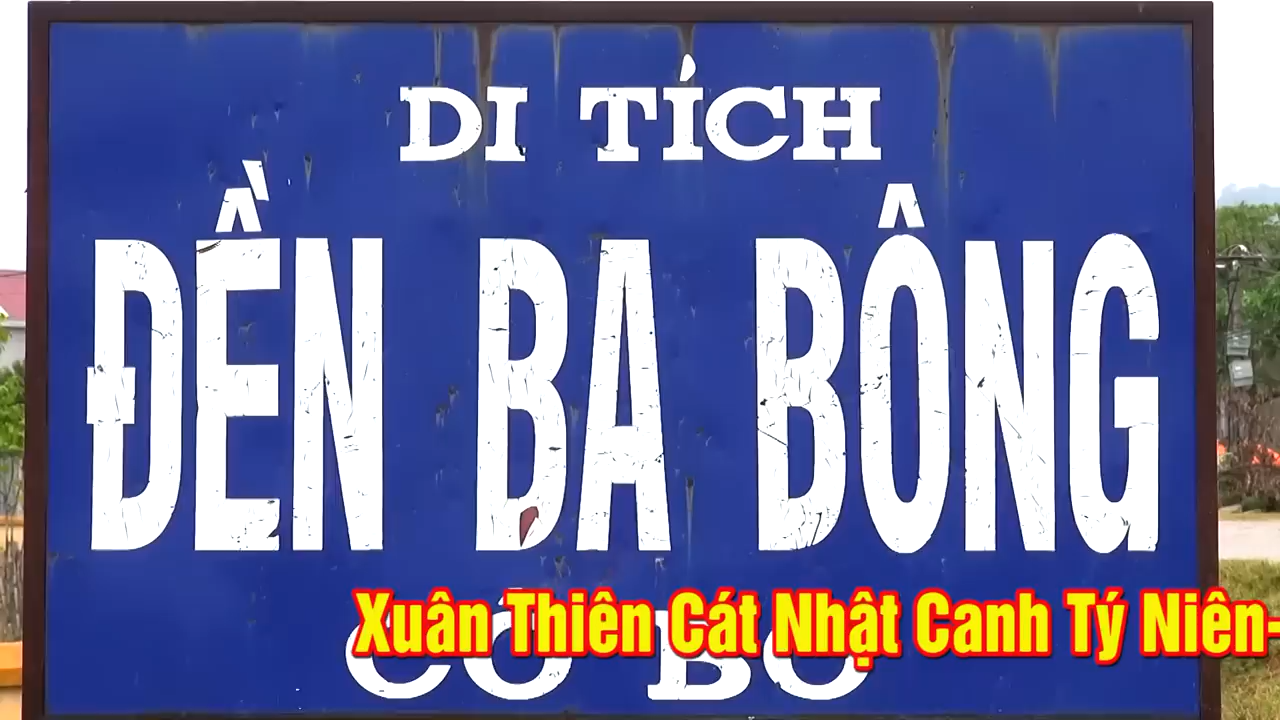 DI TÍCH
ĐỀN BA BÔNG
Xuân Thiên Cát Nhật Canh Tý Niên-